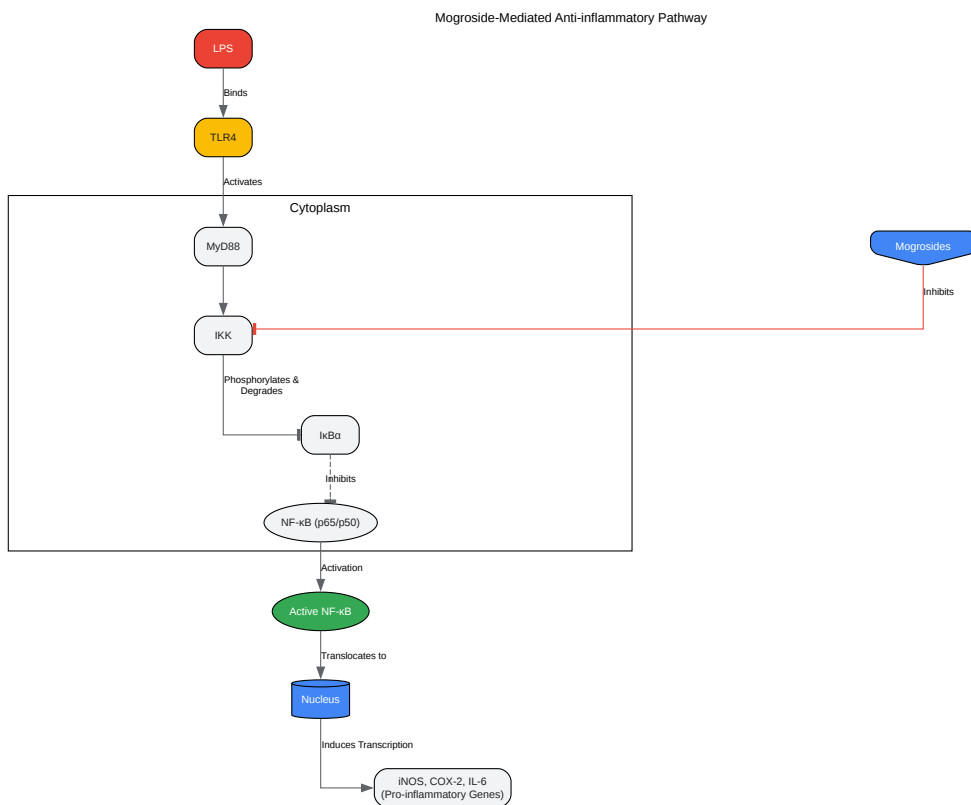 Mogroside-Mediated Anti-inflammatory Pathway
LPS
Binds
TLR4
Activates
Cytoplasm
MyD88
Mogrosides
Inhibits
IKK
Phosphorylates &
Degrades
IκBα
Inhibits
NF-κB (p65/p50)
Activation
Active NF-κB
Translocates to
Nucleus
Induces Transcription
iNOS, COX-2, IL-6
(Pro-inflammatory Genes)